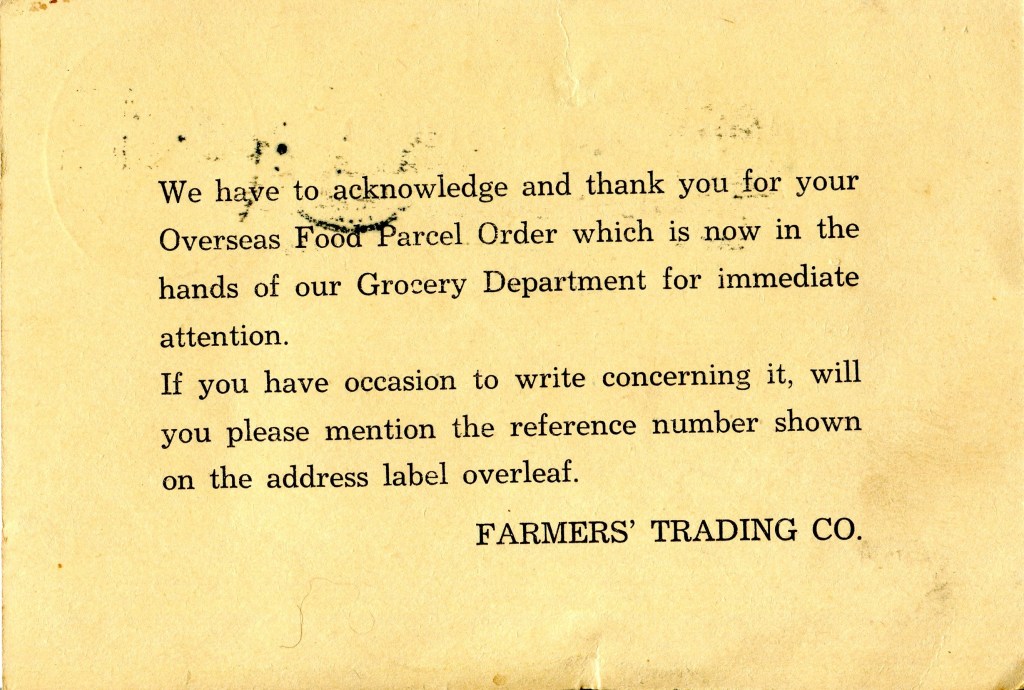 We have to acknowledge and thank you for your
Overseas Food Parcel Order which is now in the
hands of our Grocery Department for immediate
attention.
If you have occasion to write concerning it, will
you please mention the reference number shown
on the address label overleaf.
FARMERS’ TRADING CO.